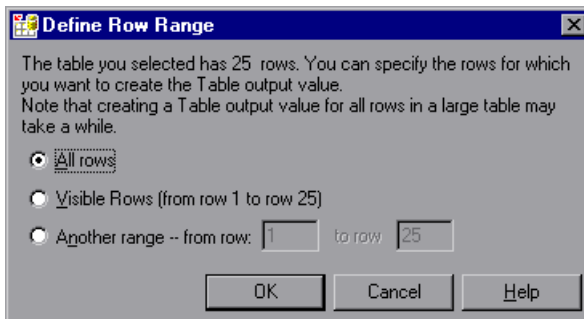 Define Row Range
The table you selected has 25 rows. You can specify the rows for which
you want to create the Table output value.
Note that creating a Table output value for all rows in a large table may
take a while.
All rows
Visible Rows (from row 1 to row 25)
Another range -- from row: 1 to row 25
OK Cancel Help